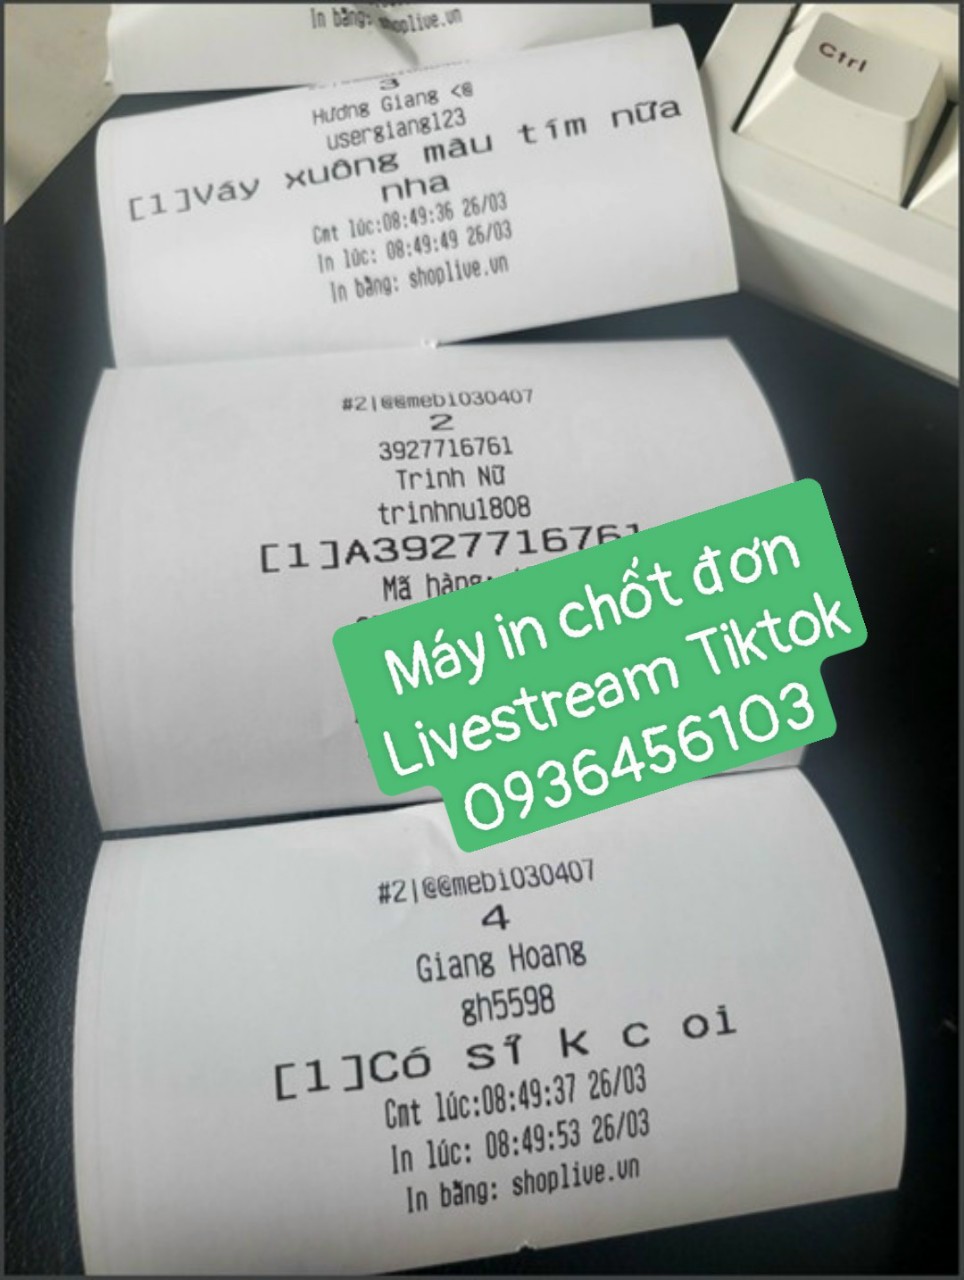 In bằng: shoplive.vn
3
Hương Giang <@
usergiang123
[1]Váy xuông màu tím nữa
nha
Cmt lúc:08:49:36 26/03
In lúc: 08:49:49 26/03
In bằng: shoplive.vn
#2|@@mebi030407
2
3927716761
Trinh Nữ
trinhnu1808
[1]A3927716761
Mã hàng:
Máy in chốt đơn
Livestream Tiktok
0936456103
#2|@@mebi030407
4
Giang Hoang
gh5598
[1]Có sỉ k c oi
Cmt lúc:08:49:37 26/03
In lúc: 08:49:53 26/03
In bằng: shoplive.vn
Ctrl